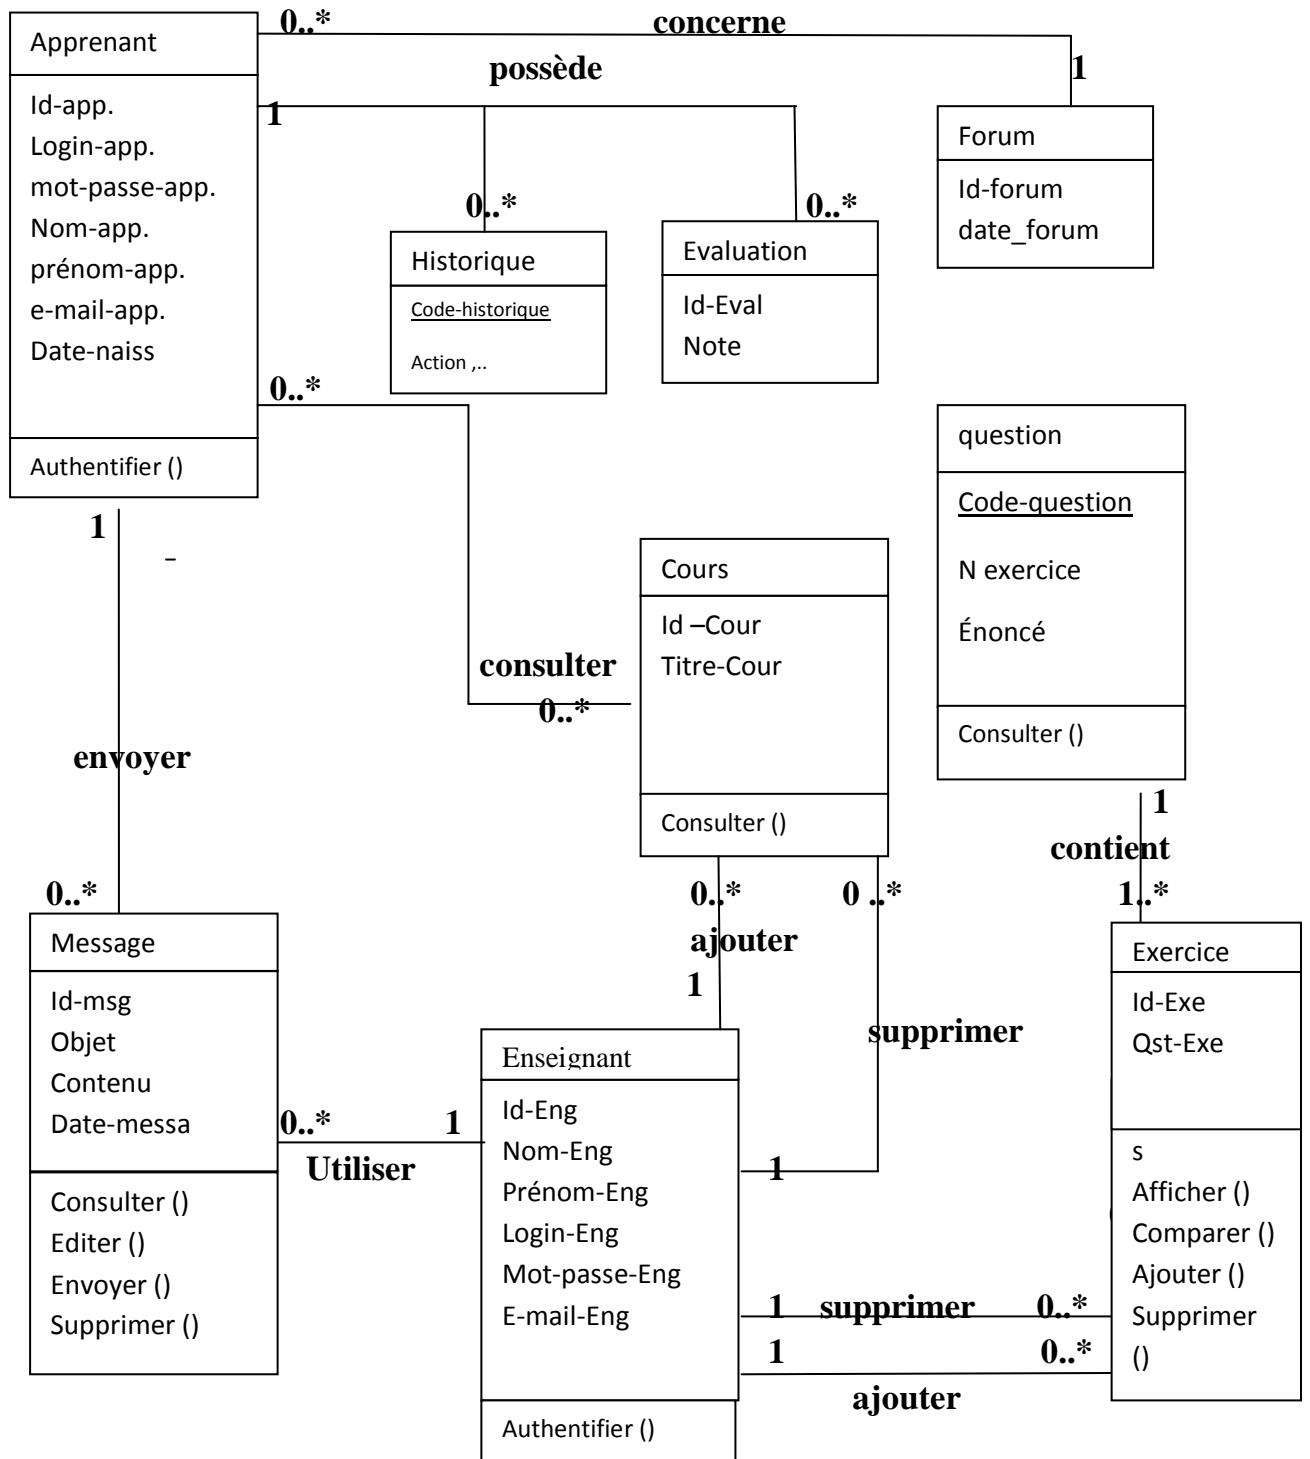 0..*
concerne
1
Apprenant
Id-app.
Login-app.
mot-passe-app.
Nom-app.
prénom-app.
e-mail-app.
Date-naiss
Authentifier ()
possède
1
0..*
0..*
Forum
Id-forum
date_forum
Historique
Code-historique
Action ,..
Evaluation
Id-Eval
Note
0..*
consulter
0..*
question
Code-question
N exercice
Énoncé
Consulter ()
Cours
Id –Cour
Titre-Cour
Consulter ()
1
–
envoyer
0..*
1
contient
1..*
0..*
ajouter
1
0 ..*
supprimer
1
Message
Id-msg
Objet
Contenu
Date-messa
Consulter ()
Editer ()
Envoyer ()
Supprimer ()
0..*
1
Utiliser
Enseignant
Id-Eng
Nom-Eng
Prénom-Eng
Login-Eng
Mot-passe-Eng
E-mail-Eng
Authentifier ()
1 supprimer 0..*
1 0..*
ajouter
Exercice
Id-Exe
Qst-Exe
s
Afficher ()
Comparer ()
Ajouter ()
Supprimer
()